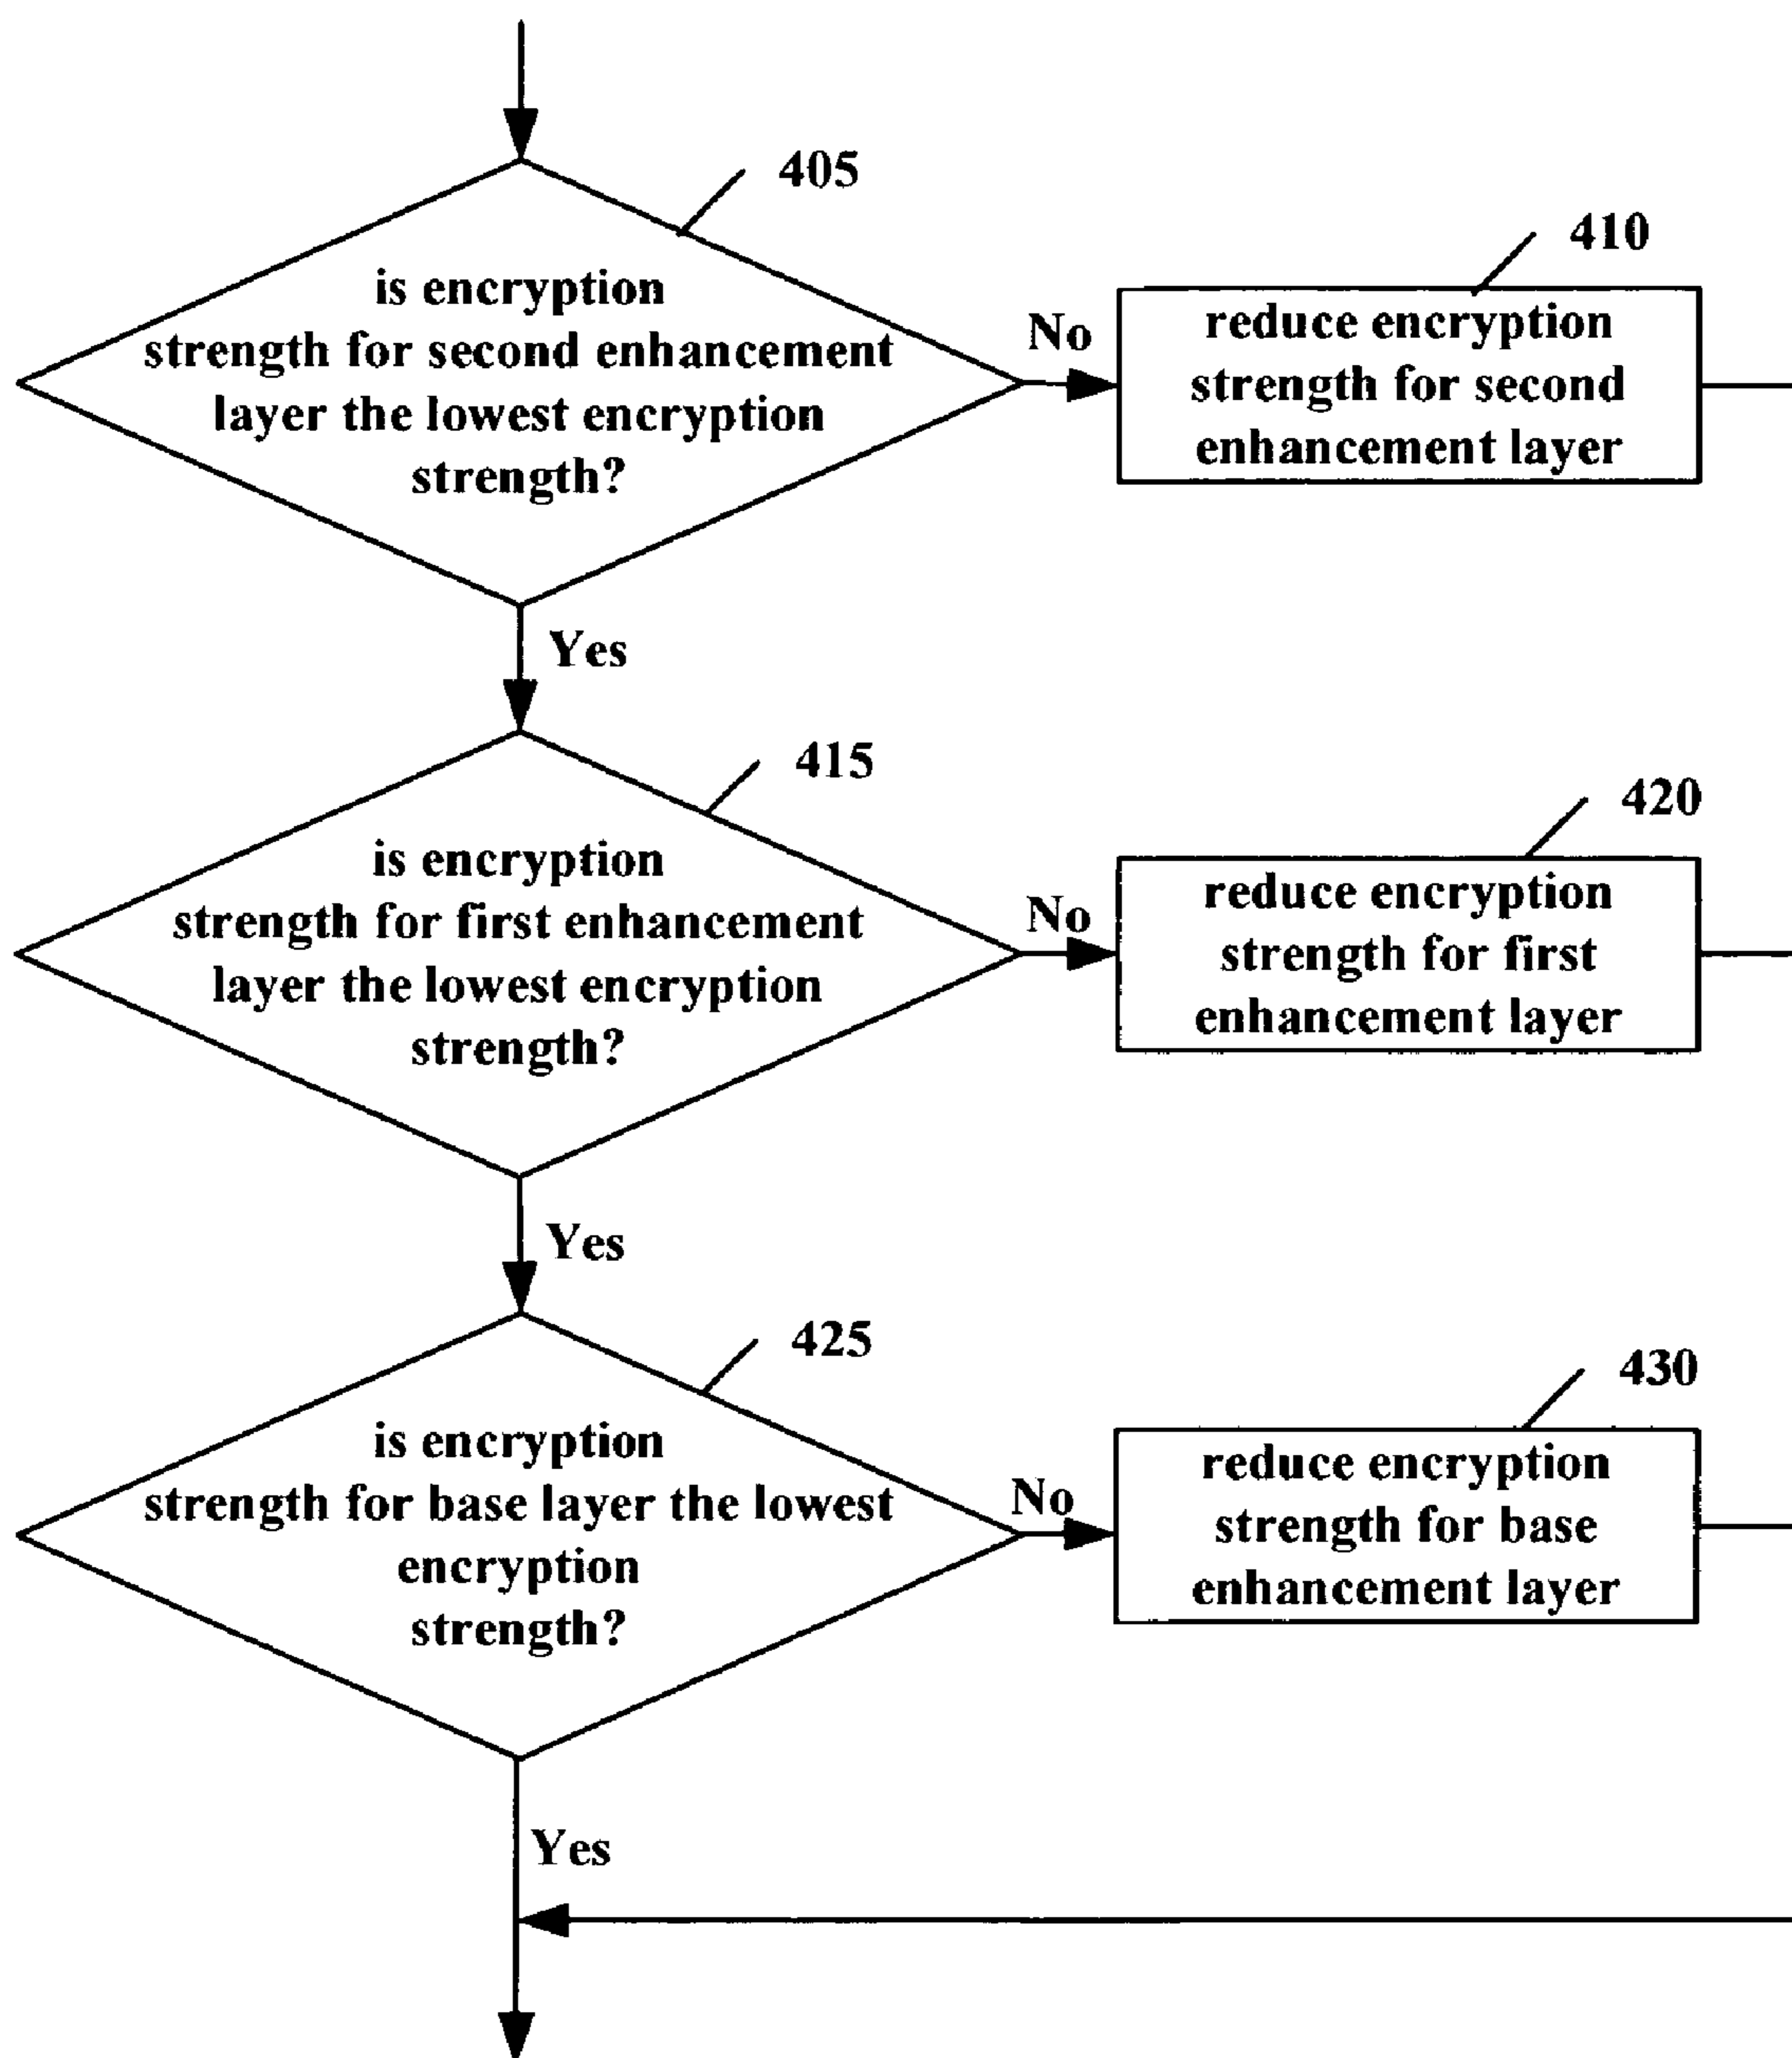 405
is encryption
strength for second enhancement
layer the lowest encryption
strength?
No
410
reduce encryption
strength for second
enhancement layer
Yes
415
is encryption
strength for first enhancement
layer the lowest encryption
strength?
No
420
reduce encryption
strength for first
enhancement layer
Yes
425
is encryption
strength for base layer the lowest
encryption
strength?
No
430
reduce encryption
strength for base
enhancement layer
Yes